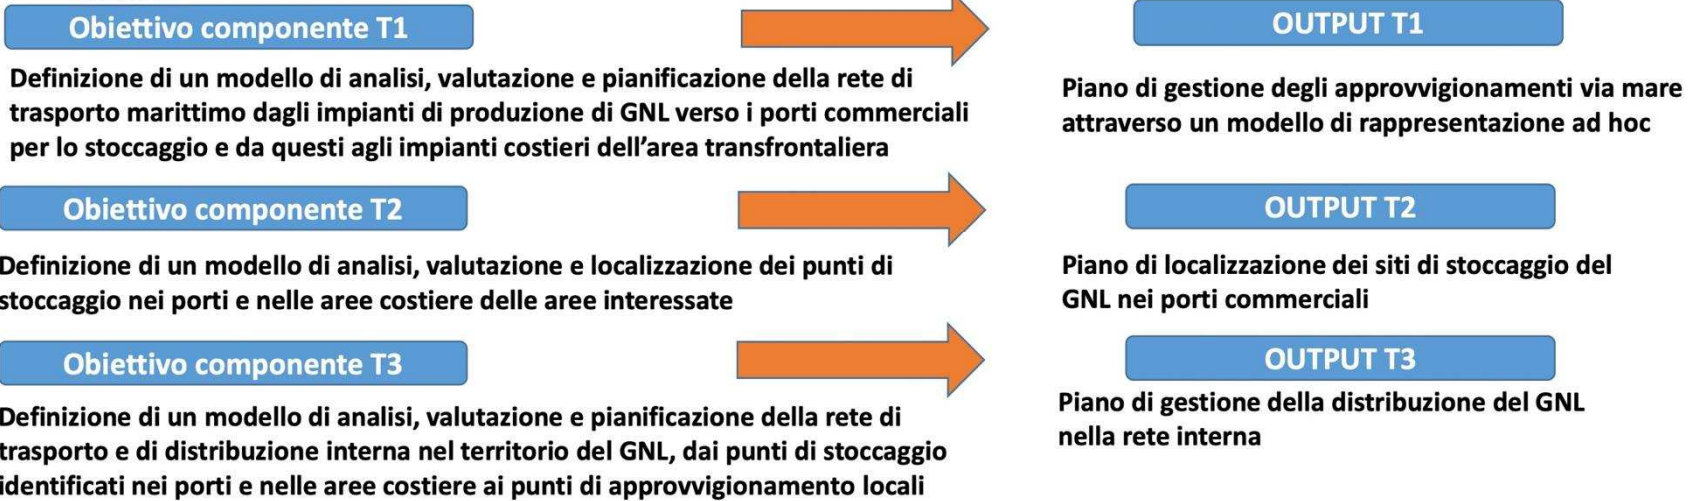 Obiettivo componente T1
OUTPUT T1
Definizione di un modello di analisi, valutazione e pianificazione della rete di
trasporto marittimo dagli impianti di produzione di GNL verso i porti commerciali
per lo stoccaggio e da questi agli impianti costieri dell'area transfrontaliera
Piano di gestione degli approvvigionamenti via mare
attraverso un modello di rappresentazione ad hoc
Obiettivo componente T2
OUTPUT T2
Definizione di un modello di analisi, valutazione e localizzazione dei punti di
stoccaggio nei porti e nelle aree costiere delle aree interessate
Piano di localizzazione dei siti di stoccaggio del
GNL nei porti commerciali
Obiettivo componente T3
OUTPUT T3
Definizione di un modello di analisi, valutazione e pianificazione della rete di
trasporto e di distribuzione interna nel territorio del GNL, dai punti di stoccaggio
identificati nei porti e nelle aree costiere ai punti di approvvigionamento locali
Piano di gestione della distribuzione del GNL
nella rete interna